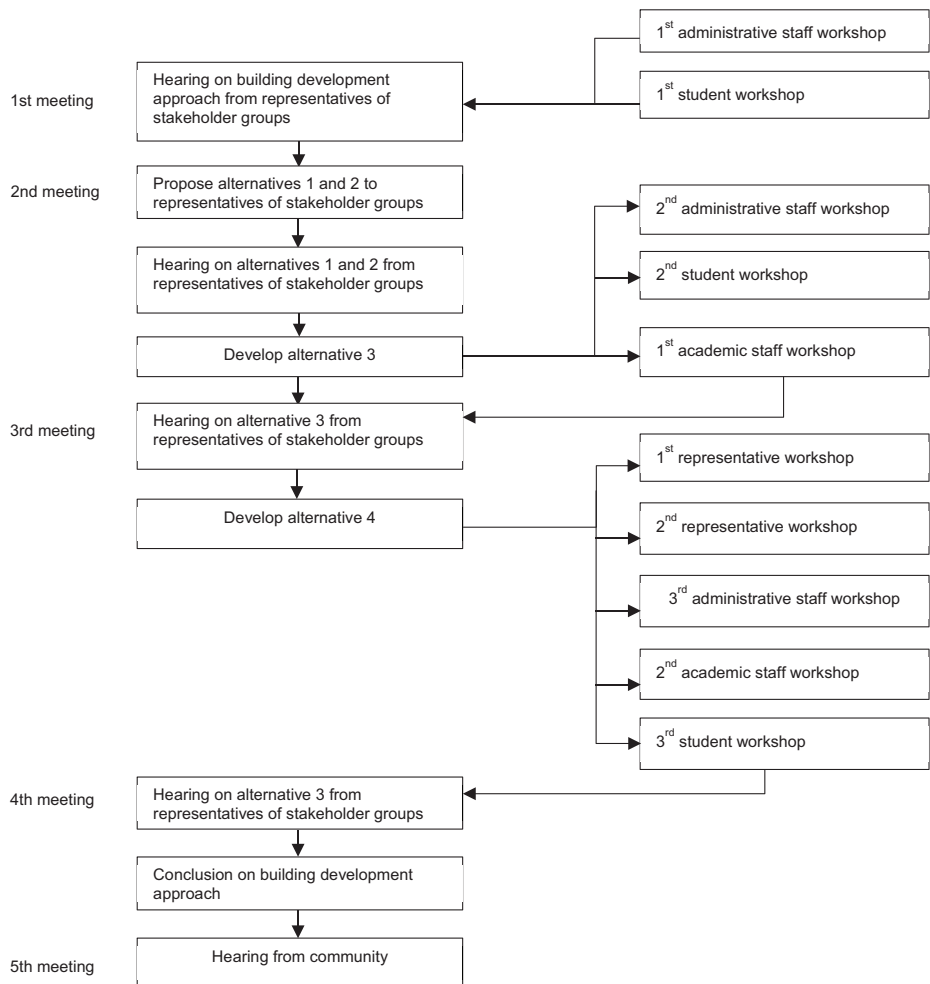 1st administrative staff workshop
1st meeting
Hearing on building development
approach from representatives of
stakeholder groups
1st student workshop
2nd meeting
Propose alternatives 1 and 2 to
representatives of stakeholder groups
2nd administrative staff workshop
Hearing on alternatives 1 and 2 from
representatives of stakeholder groups
2nd student workshop
Develop alternative 3
1st academic staff workshop
3rd meeting
Hearing on alternative 3 from
representatives of stakeholder groups
1st representative workshop
Develop alternative 4
2nd representative workshop
3rd administrative staff workshop
2nd academic staff workshop
3rd student workshop
4th meeting
Hearing on alternative 3 from
representatives of stakeholder groups
Conclusion on building development
approach
5th meeting
Hearing from community